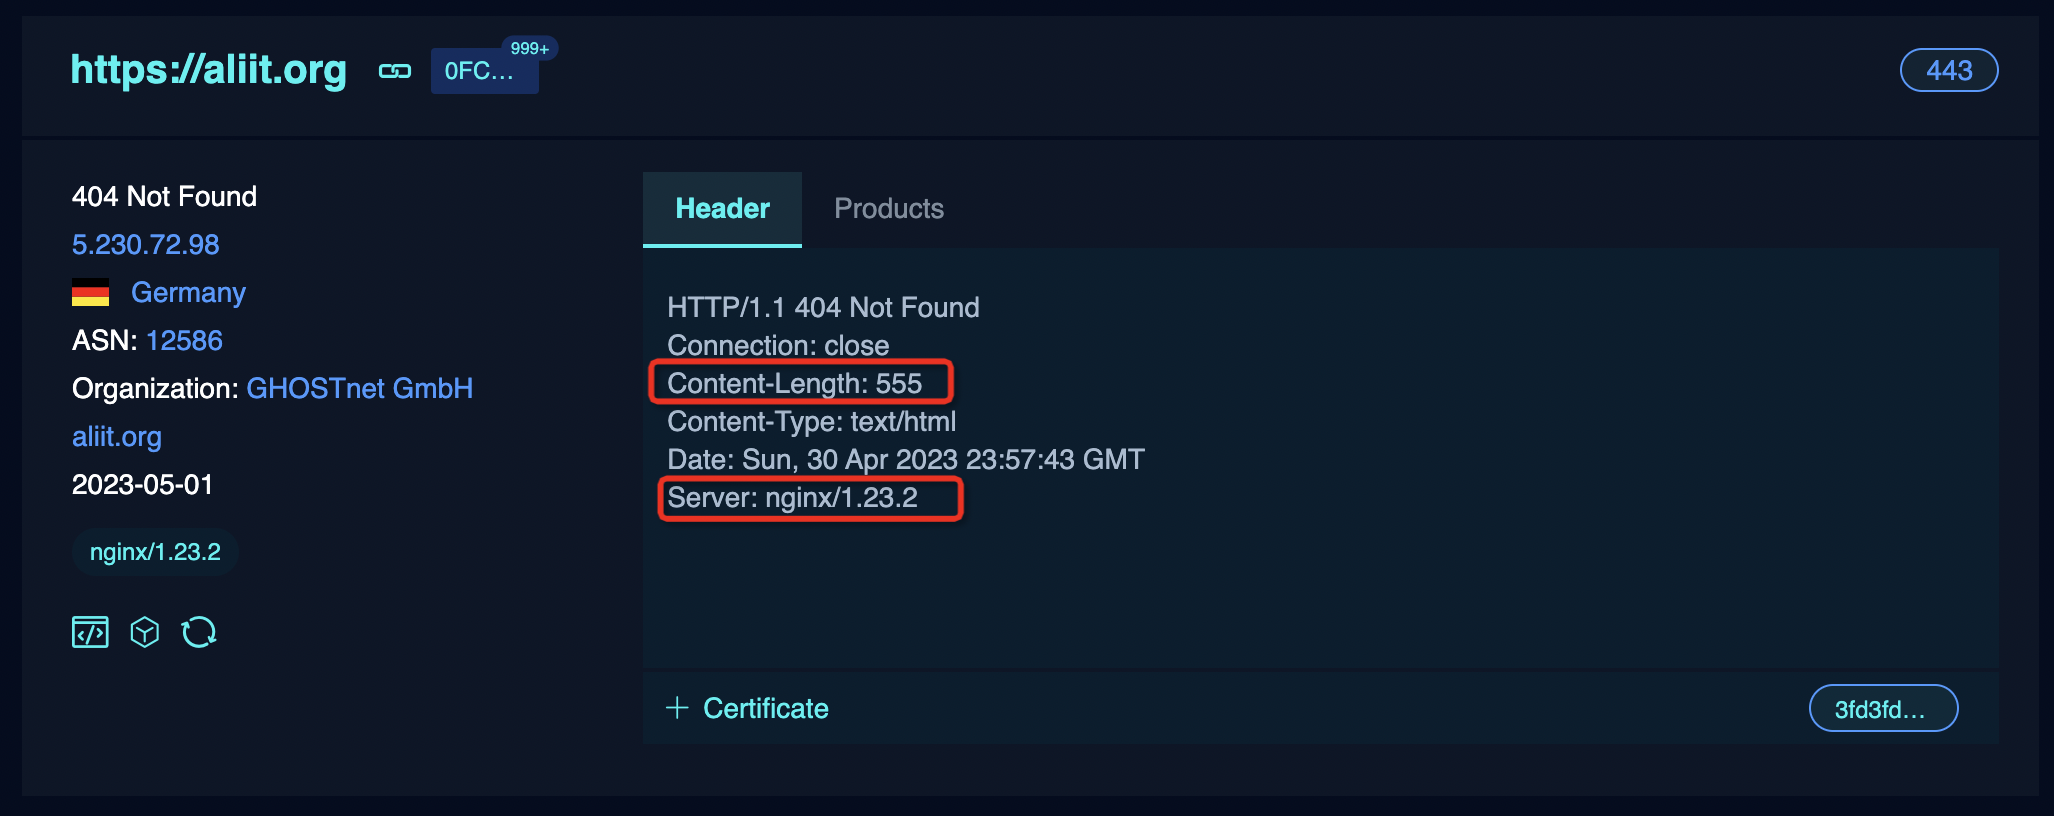 https://aliit.org
0FC...
999+
443
404 Not Found
5.230.72.98
Germany
ASN: 12586
Organization: GHOSTnet GmbH
aliit.org
2023-05-01
nginx/1.23.2
Header
Products
HTTP/1.1 404 Not Found
Connection: close
Content-Length: 555
Content-Type: text/html
Date: Sun, 30 Apr 2023 23:57:43 GMT
Server: nginx/1.23.2
+ Certificate
3fd3fd...